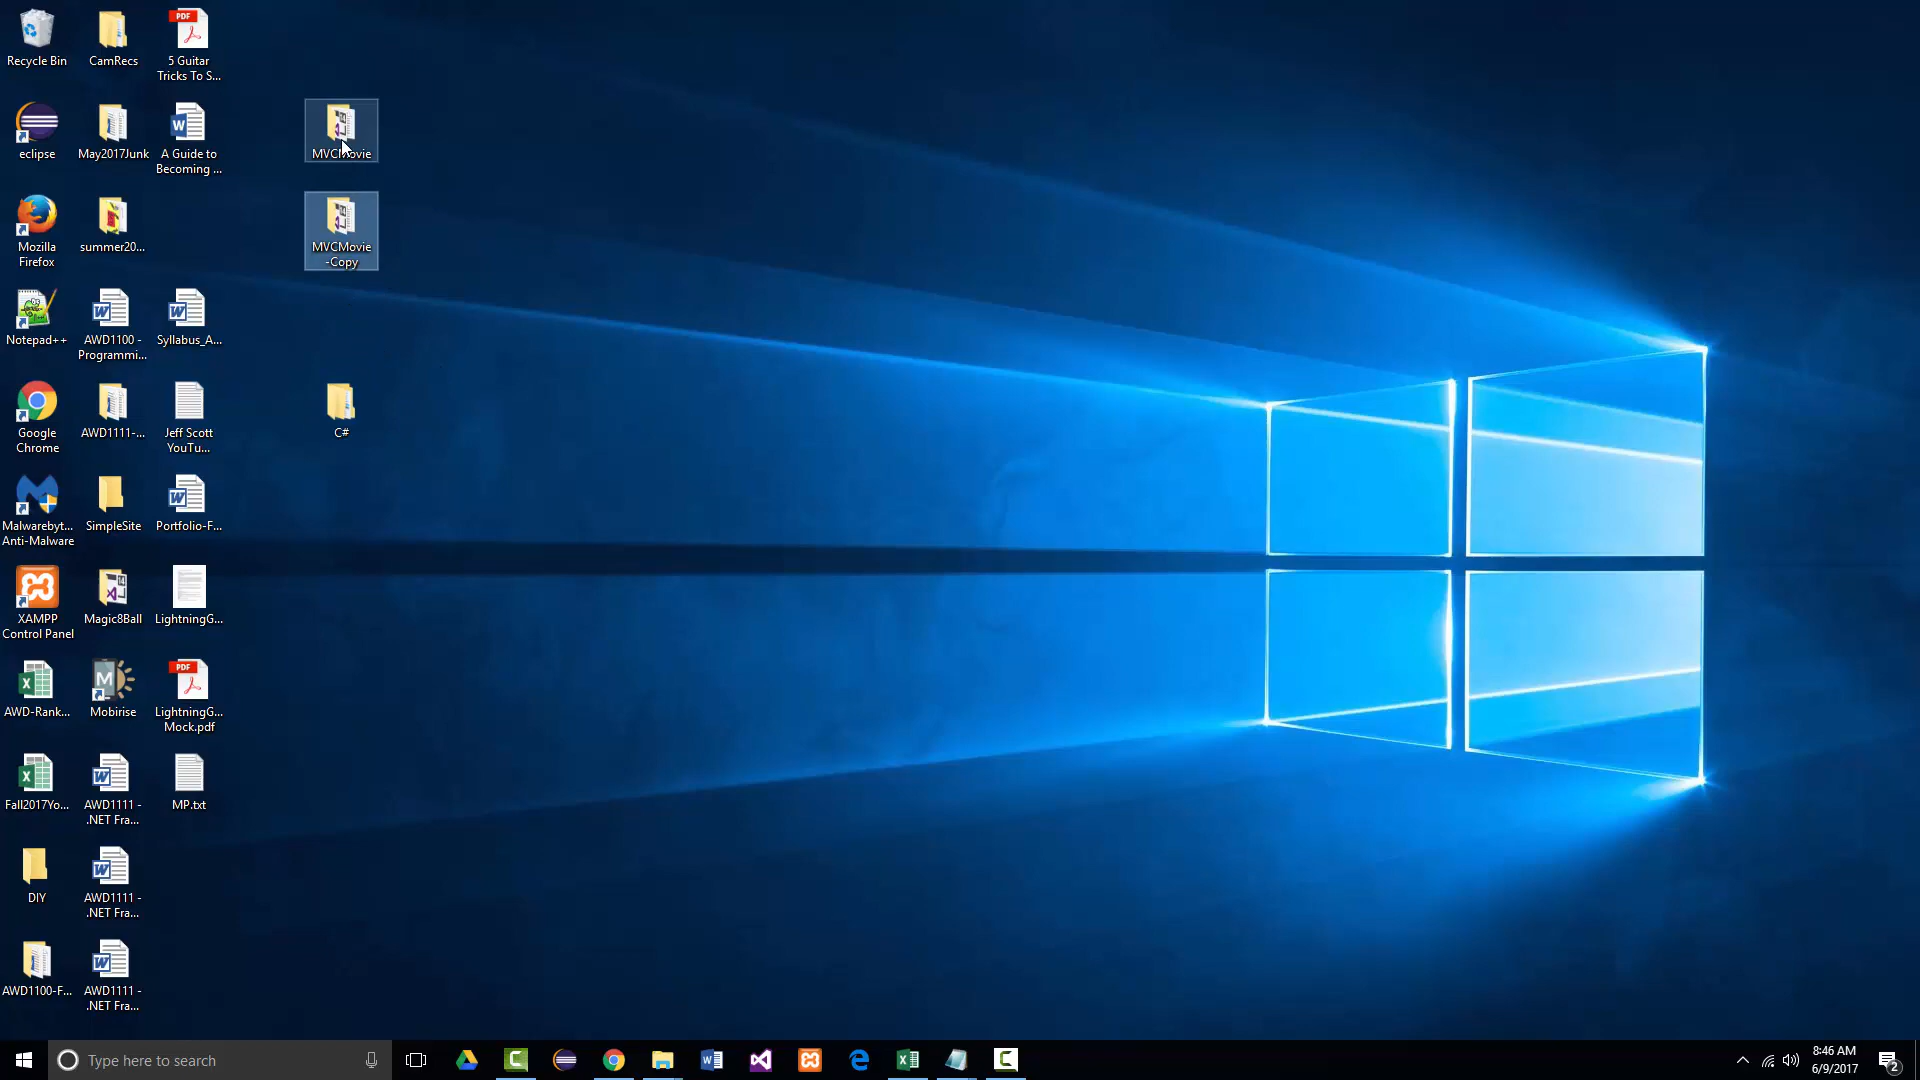 Recycle Bin
CamRecs
PDF
5 Guitar
Tricks To S...
eclipse
May2017Junk
A Guide to
Becoming ...
MVCMovie
Mozilla
Firefox
summer20...
MVCMovie
-Copy
Notepad++
AWD1100 -
Programmi...
Syllabus_A...
Google
Chrome
AWD1111-...
Jeff Scott
YouTu...
C#
Malwarebyt...
Anti-Malware
SimpleSite
Portfolio-F...
XAMPP
Control Panel
Magic8Ball
LightningG...
AWD-Rank...
Mobirise
PDF
LightningG...
Mock.pdf
Fall2017Yo...
AWD1111 -
.NET Fra...
MP.txt
DIY
AWD1111 -
.NET Fra...
AWD1100-F...
AWD1111 -
.NET Fra...
Type here to search
8:46 AM
6/9/2017
2